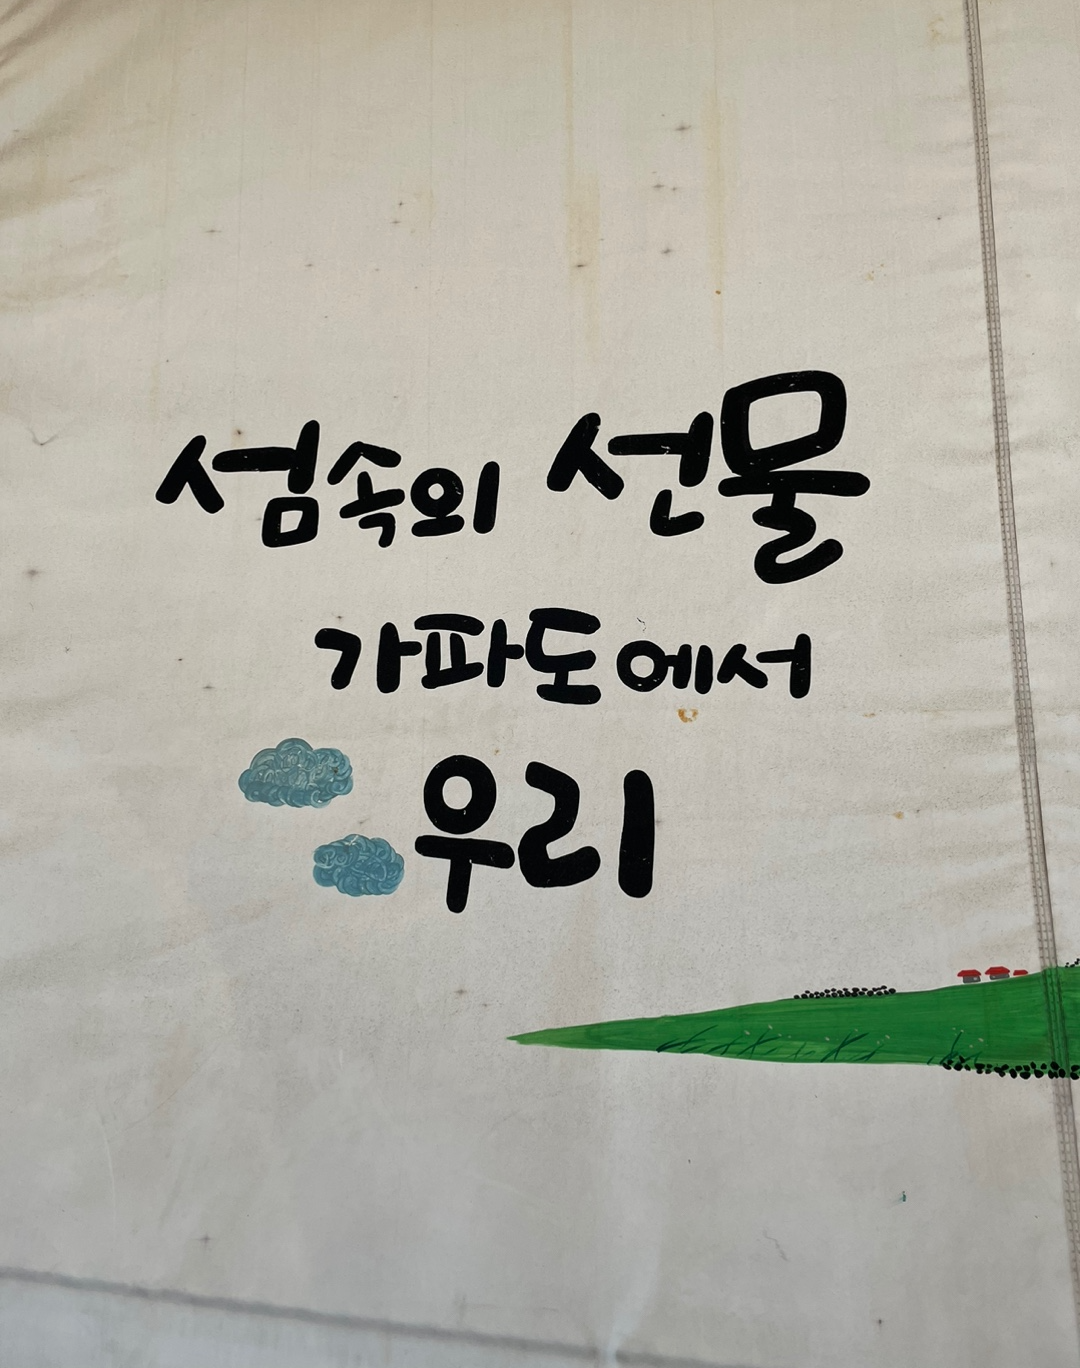 섬속의 선물
가파도에서
우리